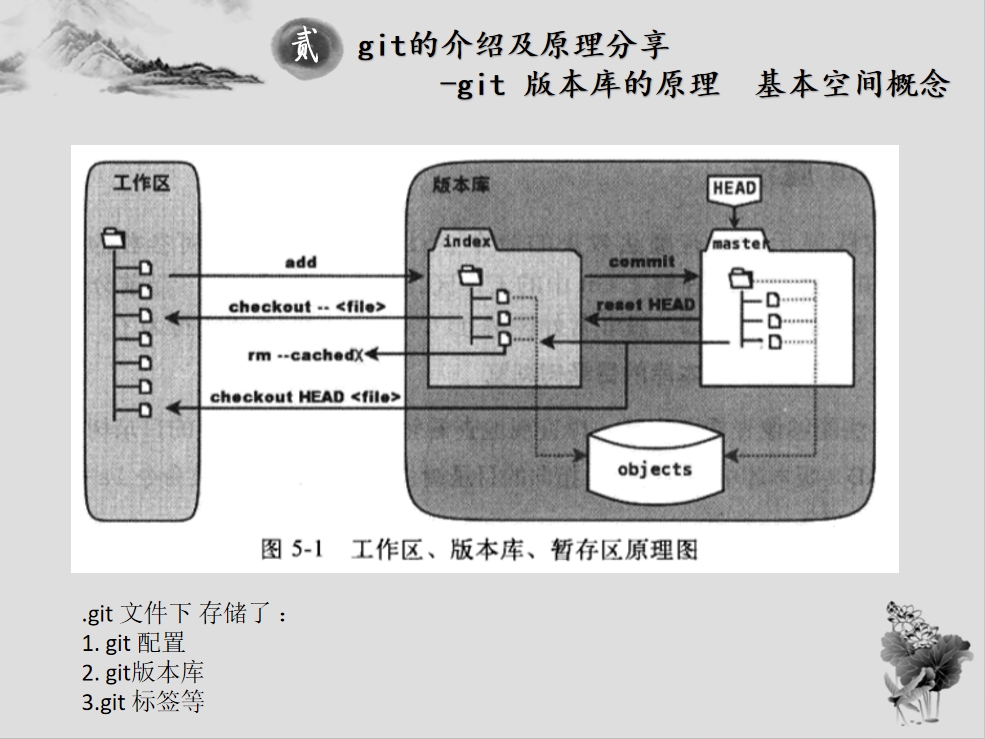 贰
git的介绍及原理分享
-git 版本库的原理 基本空间概念
工作区
版本库
HEAD
index
master
add
commit
checkout -- <file>
reset HEAD
rm --cached
checkout HEAD <file>
objects
图 5-1 工作区、版本库、暂存区原理图
.git 文件下 存储了：
1. git 配置
2. git版本库
3.git 标签等